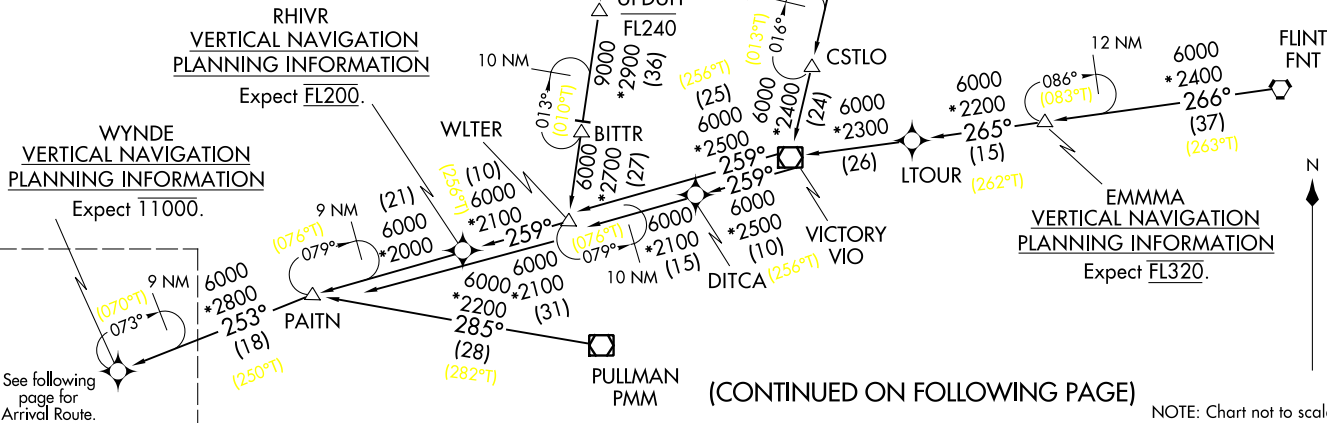 RHIVR
VERTICAL NAVIGATION
PLANNING INFORMATION
Expect FL200.
FL240
10 NM
013°
(010°T)
9000
*2900
(36)
(013°T)
016°
CSTLO
12 NM
086°
(083°T)
6000
*2400
266°
(37)
(263°T)
FLINT
FNT
WYNDE
VERTICAL NAVIGATION
PLANNING INFORMATION
Expect 11000.
WLTER
BITTR
6000
*2700
(27)
(256°T)
(25)
6000
*2500
259°
6000
*2400
(24)
6000
*2300
(26)
LTOUR
6000
*2200
265°
(15)
(262°T)
EMMMA
VERTICAL NAVIGATION
PLANNING INFORMATION
Expect FL320.
N
9 NM
(076°T)
079°
(21)
6000
*2000
(256°T)
(10)
6000
*2100
259°
(076°T)
079°
10 NM
6000
*2100
(15)
DITCA
259°
6000
*2500
(10)
(256°T)
VICTORY
VIO
9 NM
(070°T)
073°
6000
*2800
253°
(18)
(250°T)
PAITN
6000
*2100
(31)
6000
*2200
285°
(28)
(282°T)
PULLMAN
PMM
See following
page for
Arrival Route.
(CONTINUED ON FOLLOWING PAGE)
NOTE: Chart not to scale